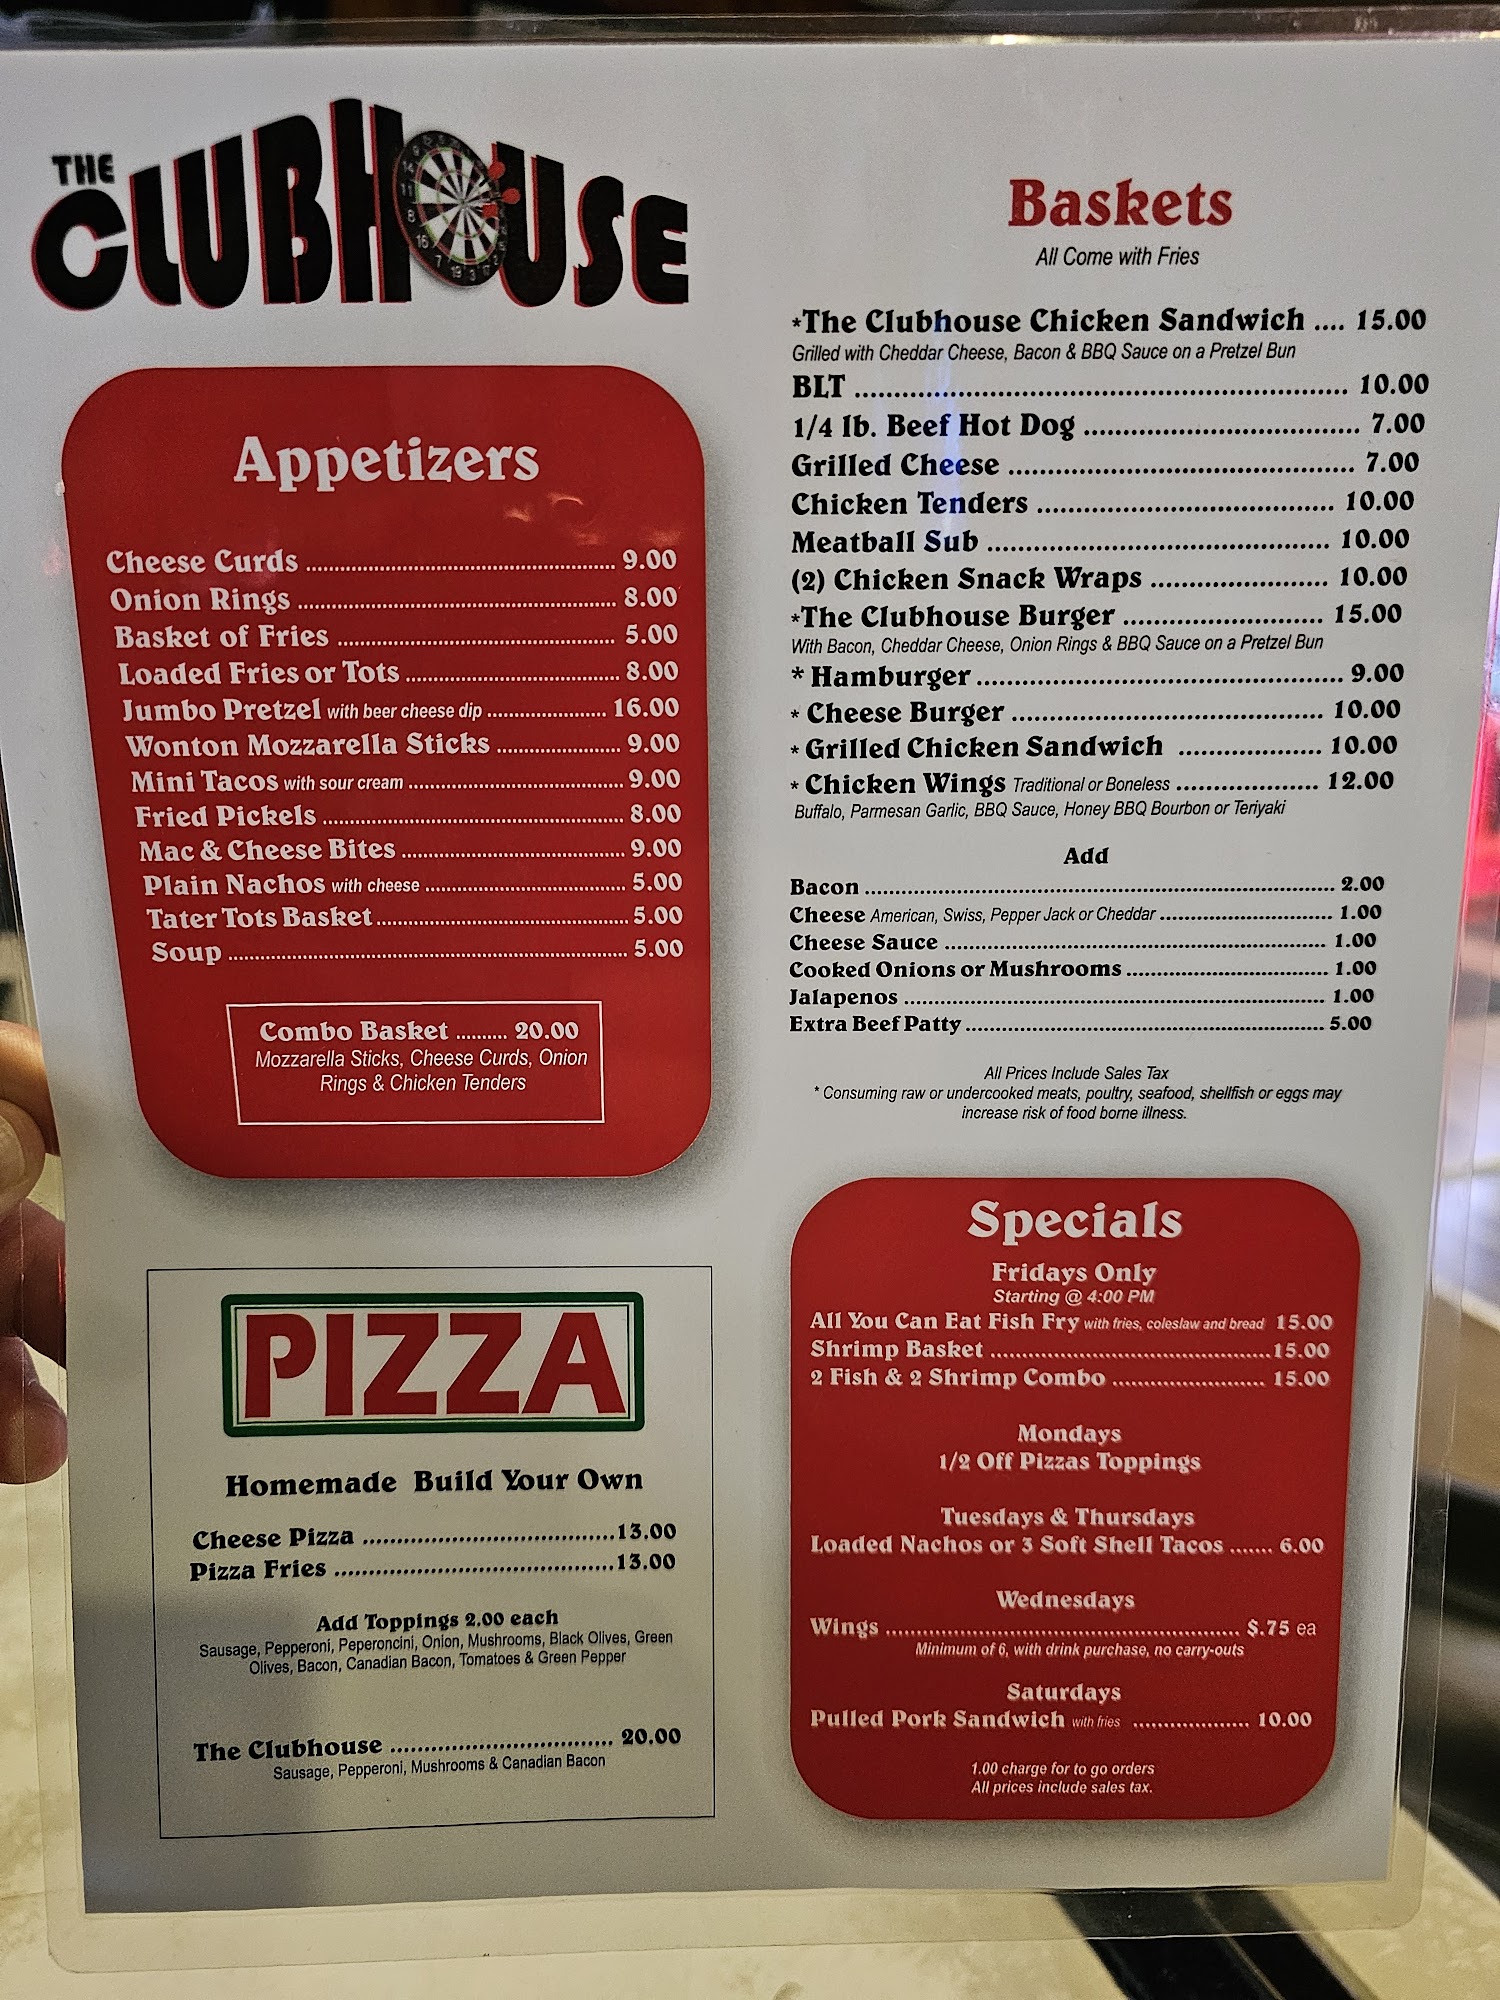 THE CLUBHOUSE
Appetizers
Cheese Curds ........ 9.00
Onion Rings ........ 8.00
Basket of Fries ........ 5.00
Loaded Fries or Tots ........ 8.00
Jumbo Pretzel with beer cheese dip ........ 16.00
Wonton Mozzarella Sticks ........ 9.00
Mini Tacos with sour cream ........ 9.00
Fried Pickels ........ 8.00
Mac & Cheese Bites ........ 9.00
Plain Nachos with cheese ........ 5.00
Tater Tots Basket ........ 5.00
Soup ........ 5.00
Combo Basket .......... 20.00
Mozzarella Sticks, Cheese Curds, Onion
Rings & Chicken Tenders
PIZZA
Homemade Build Your Own
Cheese Pizza ........ 13.00
Pizza Fries ........ 13.00
Add Toppings 2.00 each
Sausage, Pepperoni, Peperoncini, Onion, Mushrooms, Black Olives, Green
Olives, Bacon, Canadian Bacon, Tomatoes & Green Pepper
The Clubhouse ........ 20.00
Sausage, Pepperoni, Mushrooms & Canadian Bacon
Baskets
All Come with Fries
*The Clubhouse Chicken Sandwich .... 15.00
Grilled with Cheddar Cheese, Bacon & BBQ Sauce on a Pretzel Bun
BLT ........ 10.00
1/4 lb. Beef Hot Dog ........ 7.00
Grilled Cheese ........ 7.00
Chicken Tenders ........ 10.00
Meatball Sub ........ 10.00
(2) Chicken Snack Wraps ........ 10.00
*The Clubhouse Burger ........ 15.00
With Bacon, Cheddar Cheese, Onion Rings & BBQ Sauce on a Pretzel Bun
* Hamburger ........ 9.00
* Cheese Burger ........ 10.00
* Grilled Chicken Sandwich ........ 10.00
* Chicken Wings Traditional or Boneless ........ 12.00
Buffalo, Parmesan Garlic, BBQ Sauce, Honey BBQ Bourbon or Teriyaki
Add
Bacon ........ 2.00
Cheese American, Swiss, Pepper Jack or Cheddar ........ 1.00
Cheese Sauce ........ 1.00
Cooked Onions or Mushrooms ........ 1.00
Jalapenos ........ 1.00
Extra Beef Patty ........ 5.00
All Prices Include Sales Tax
* Consuming raw or undercooked meats, poultry, seafood, shellfish or eggs may
increase risk of food borne illness.
Specials
Fridays Only
Starting @ 4:00 PM
All You Can Eat Fish Fry with fries, coleslaw and bread 15.00
Shrimp Basket ........ 15.00
2 Fish & 2 Shrimp Combo ........ 15.00
Mondays
1/2 Off Pizzas Toppings
Tuesdays & Thursdays
Loaded Nachos or 3 Soft Shell Tacos ....... 6.00
Wednesdays
Wings ........ $.75 ea
Minimum of 6, with drink purchase, no carry-outs
Saturdays
Pulled Pork Sandwich with fries ........ 10.00
1.00 charge for to go orders
All prices include sales tax.